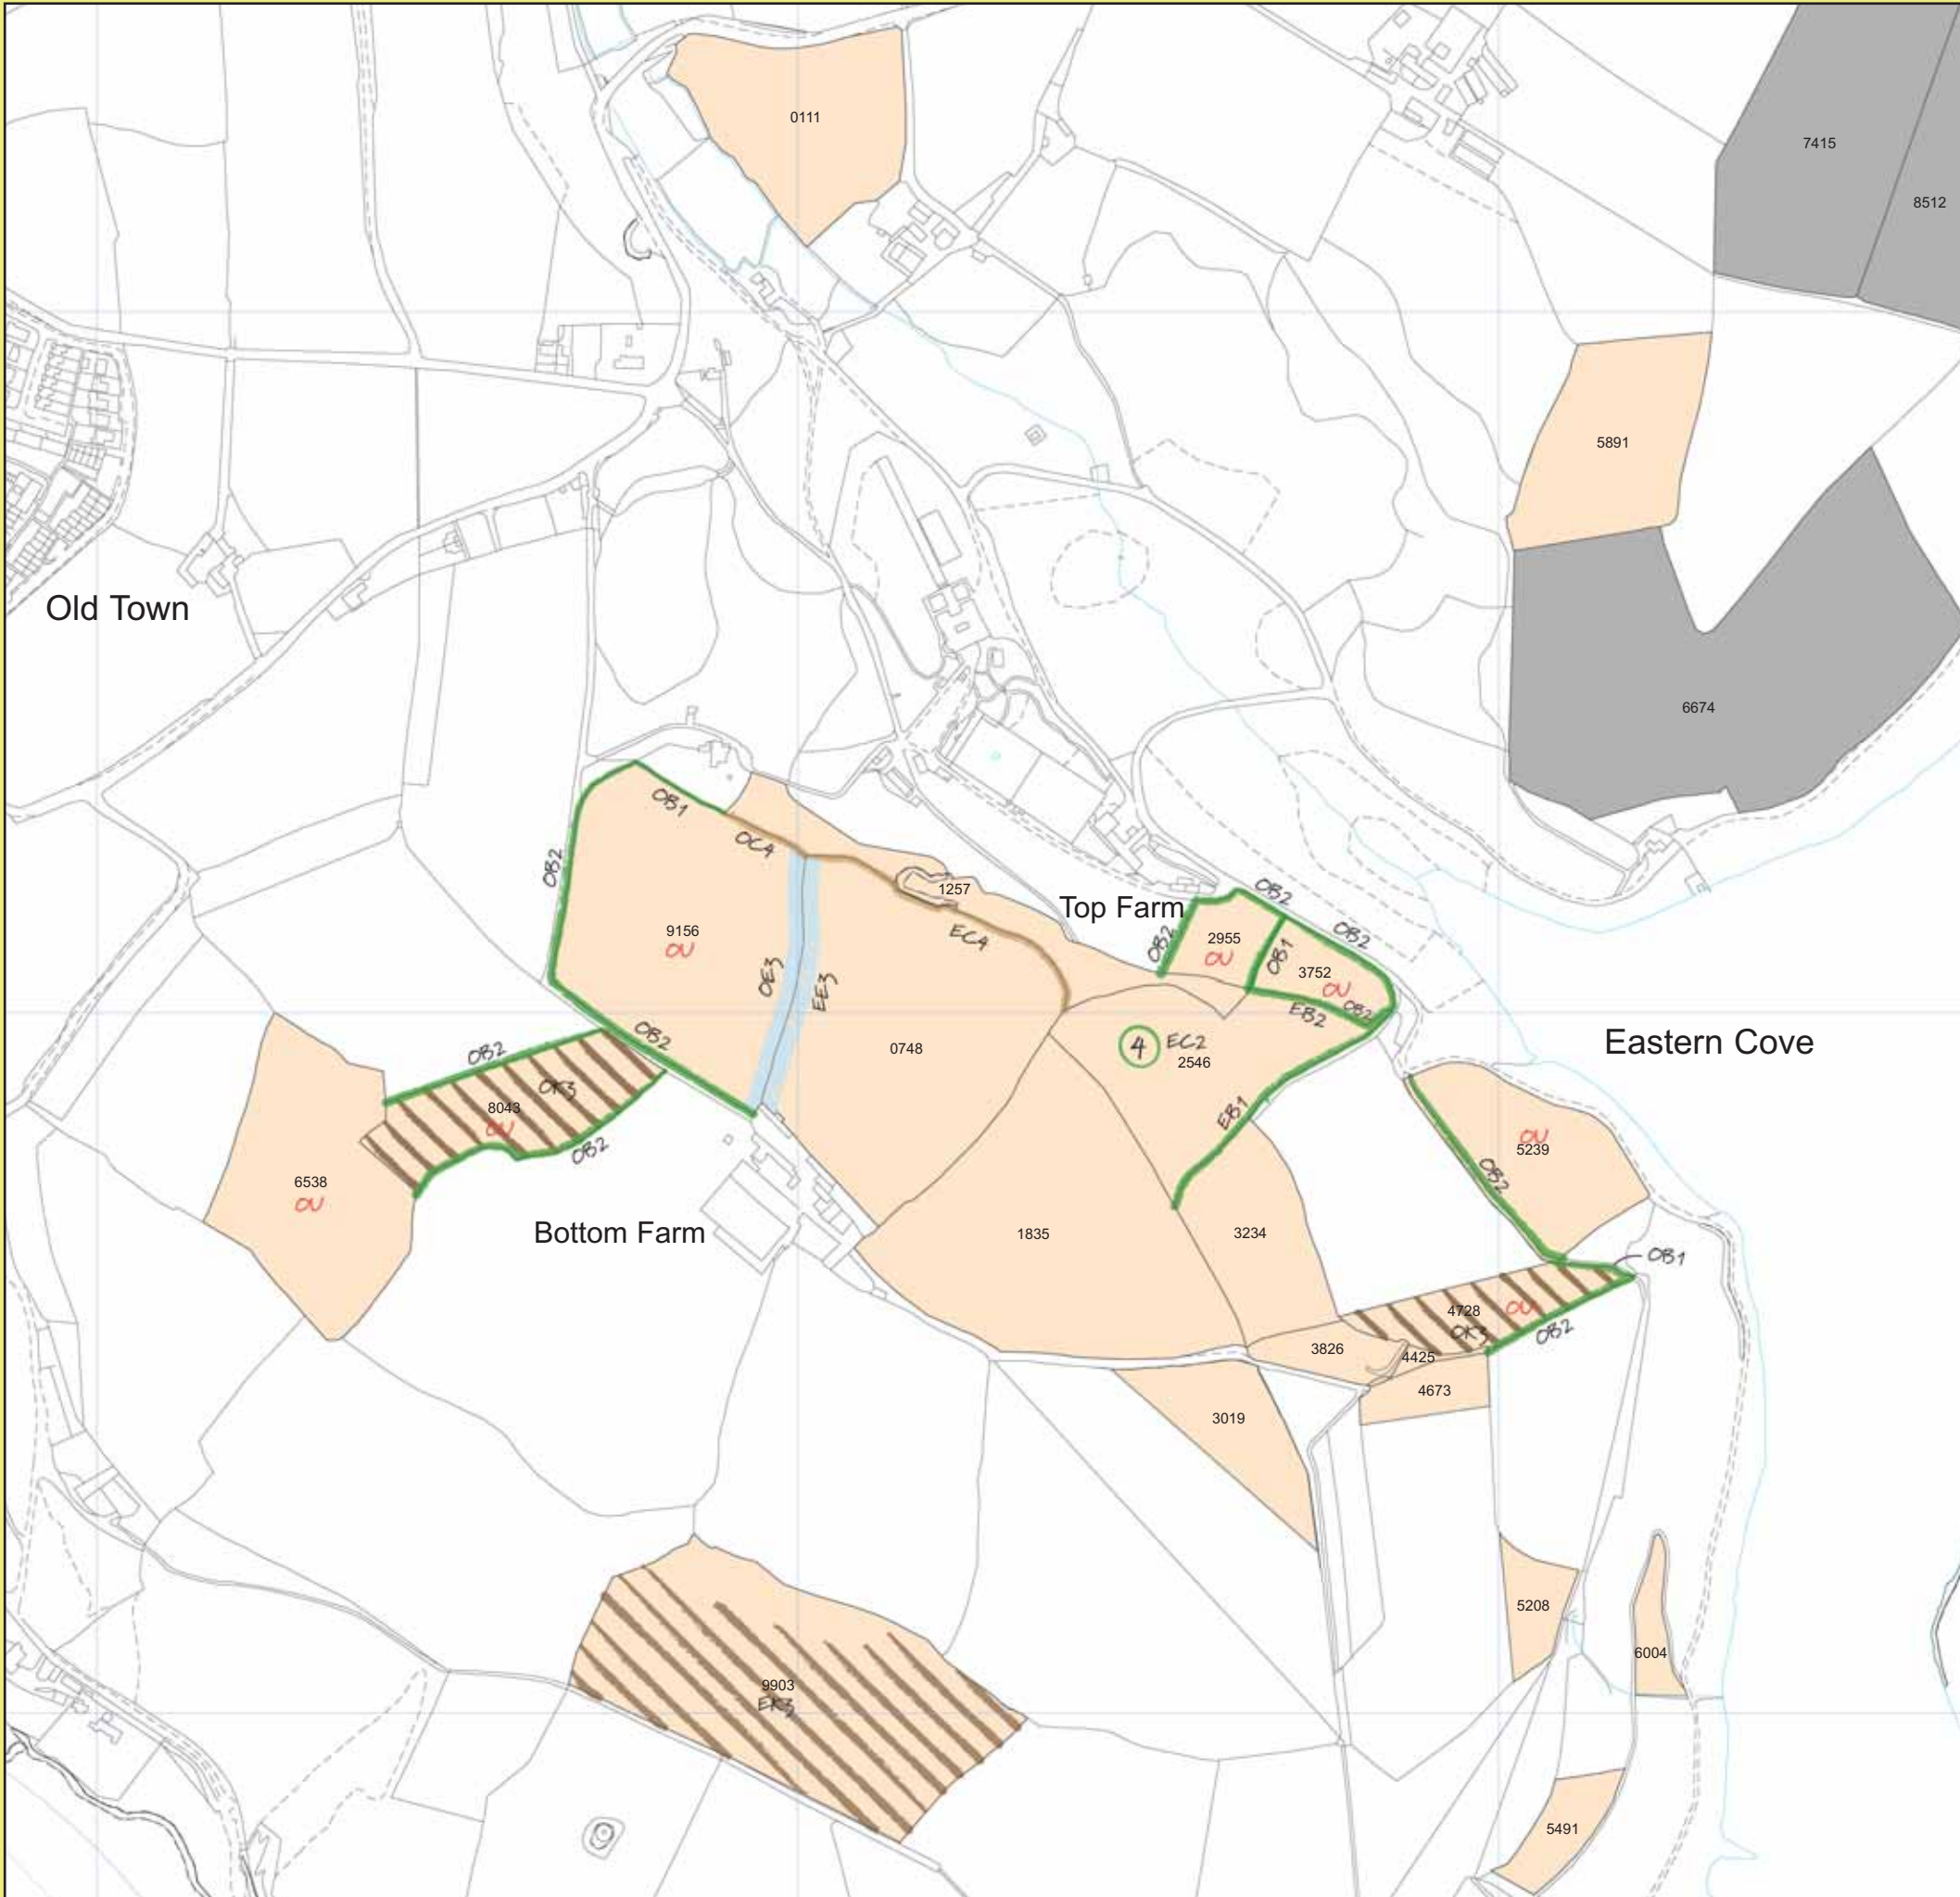 0111
7415
8512
5891
Old Town
6674
OB1
OC4
OB2
1257
EC4
Top Farm
OB2
OB2
OB2
2955
OU
OB1
3752
OU
EB2
OB2
9156
OU
OE3
EE3
OB2
0748
4
EC2
2546
Eastern Cove
OB2
OK3
8043
OU
OB2
EB1
OU
5239
OB2
6538
OU
Bottom Farm
1835
3234
OB1
4728
OU
OK3
OB2
3826
4425
4673
3019
5208
6004
9903
EK3
5491